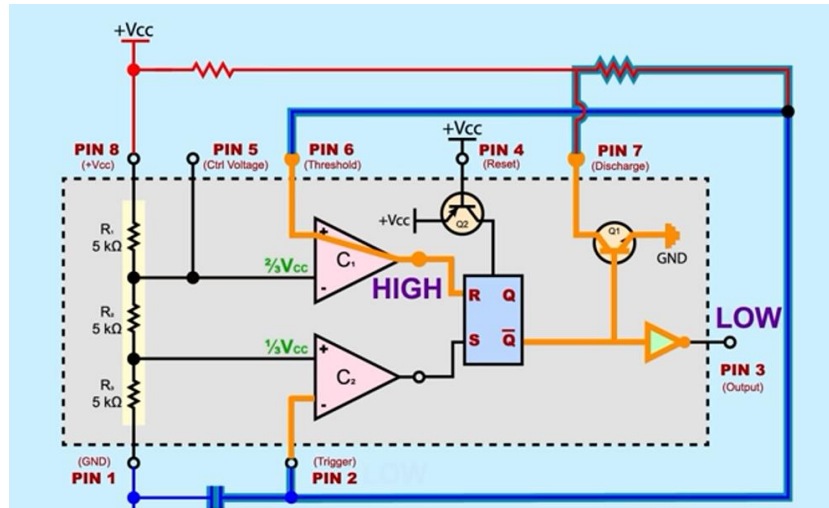 +Vcc
PIN 8
(+Vcc)
PIN 5
(Ctrl Voltage)
PIN 6
(Threshold)
+Vcc
PIN 4
(Reset)
PIN 7
(Discharge)
R₁
5 kΩ
+Vcc
Q2
Q1
GND
+
C₁
-
⅔Vcc
HIGH
R Q
S Q̅
R₂
5 kΩ
⅓Vcc
+
C₂
-
LOW
PIN 3
(Output)
R₃
5 kΩ
(GND)
PIN 1
(Trigger)
PIN 2
LOW